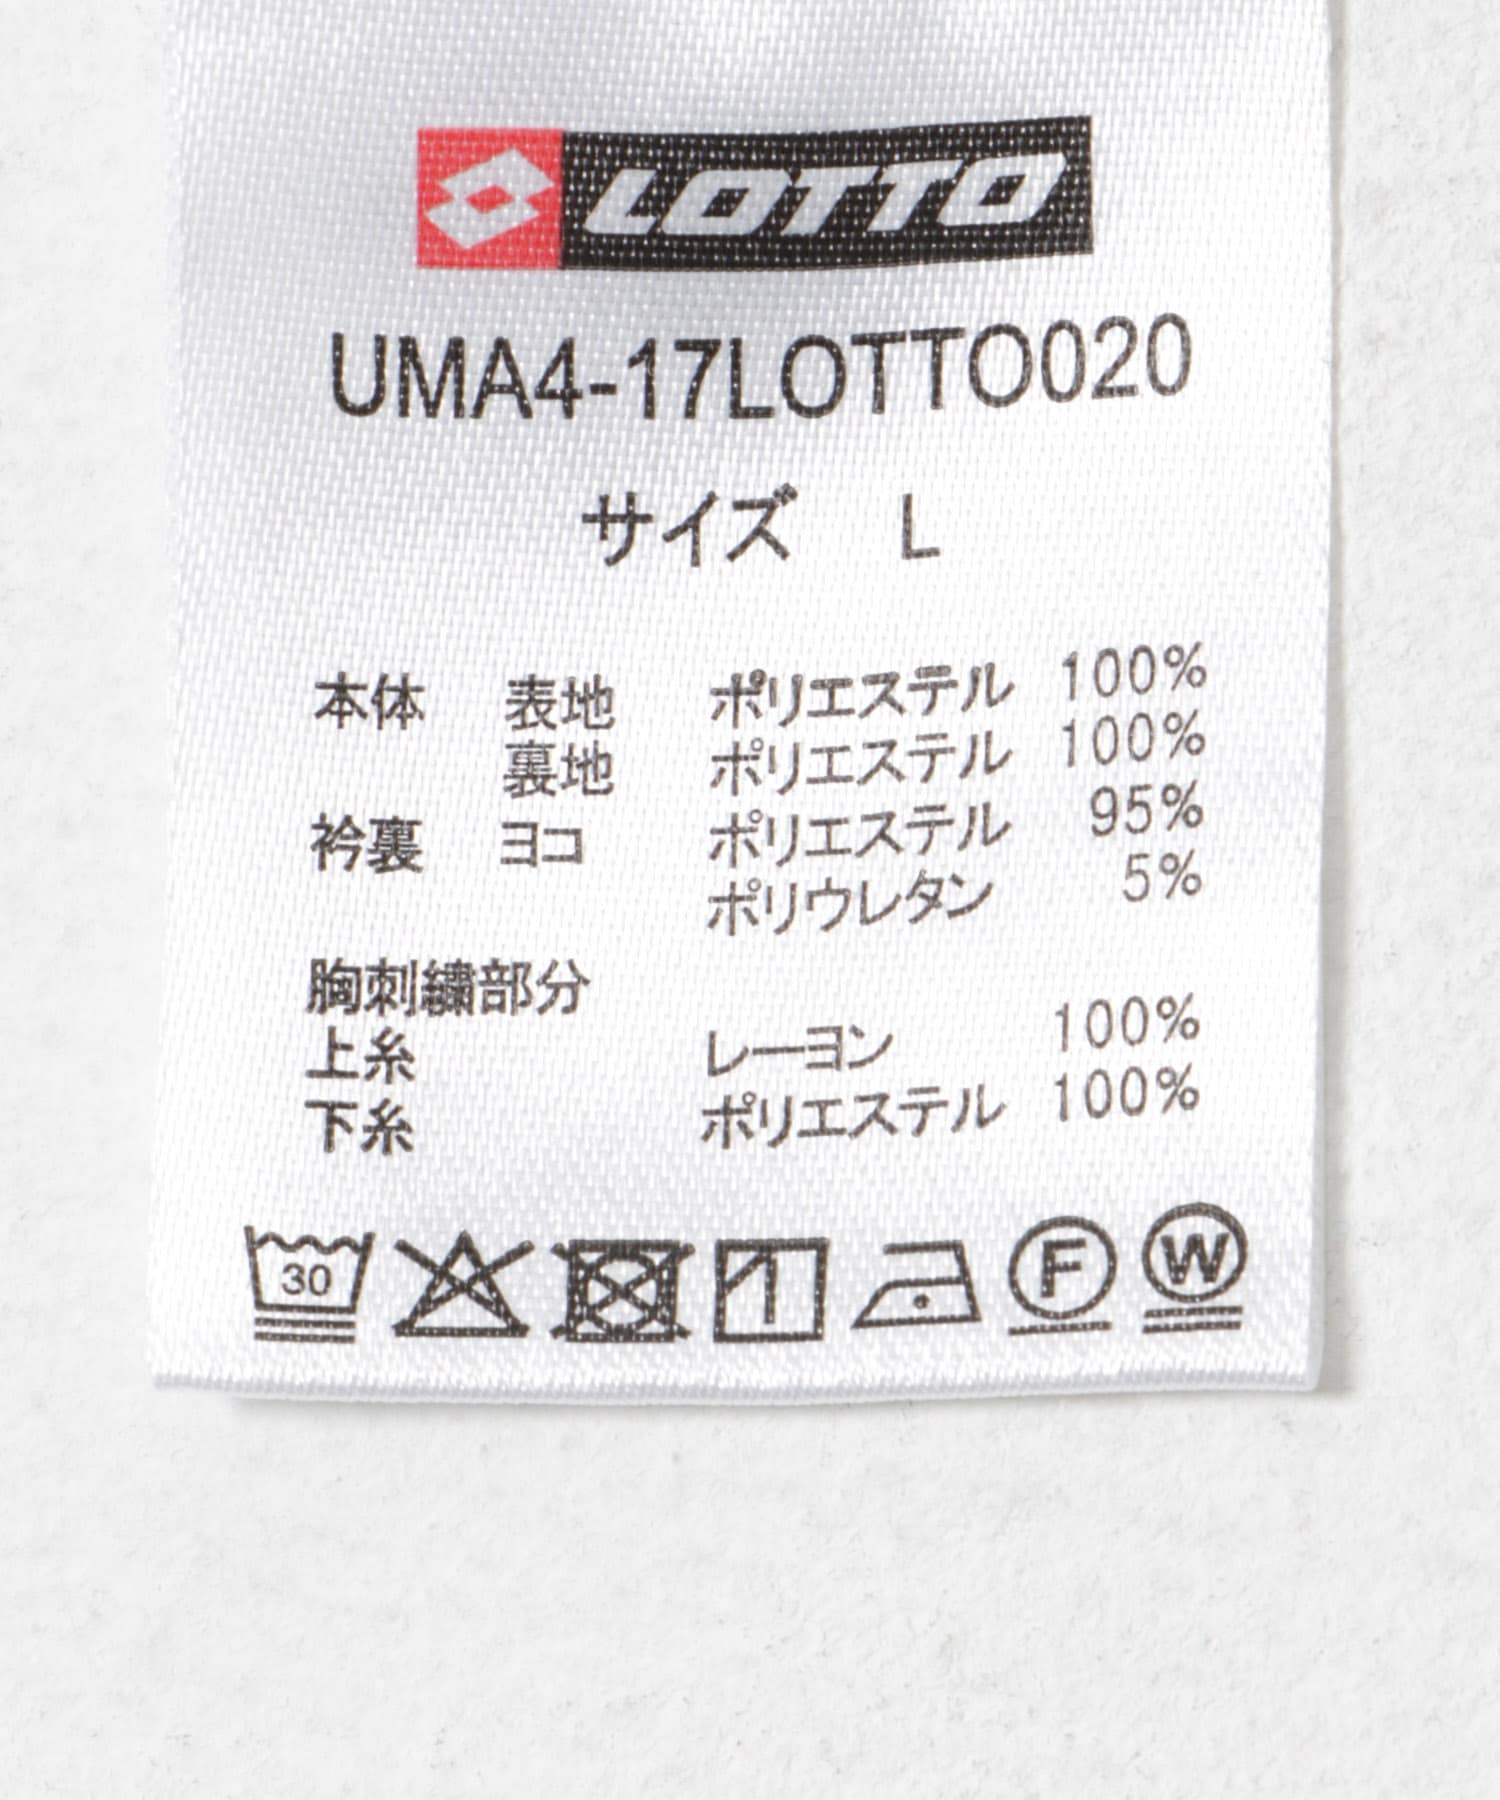 LOTTO
UMA4-17LOTTO020
サイズ L
本体 表地 ポリエステル 100%
裏地 ポリエステル 100%
衿裏 ヨコ ポリエステル 95%
ポリウレタン 5%
胸刺繍部分
上糸 レーヨン 100%
下糸 ポリエステル 100%
30 F W